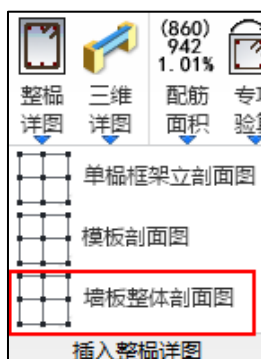 (860)
942
1.01%
整榀 三维 配筋 专
详图 详图 面积 验
单榀框架立剖面图
模板剖面图
墙板整体剖面图
插入整榀详图